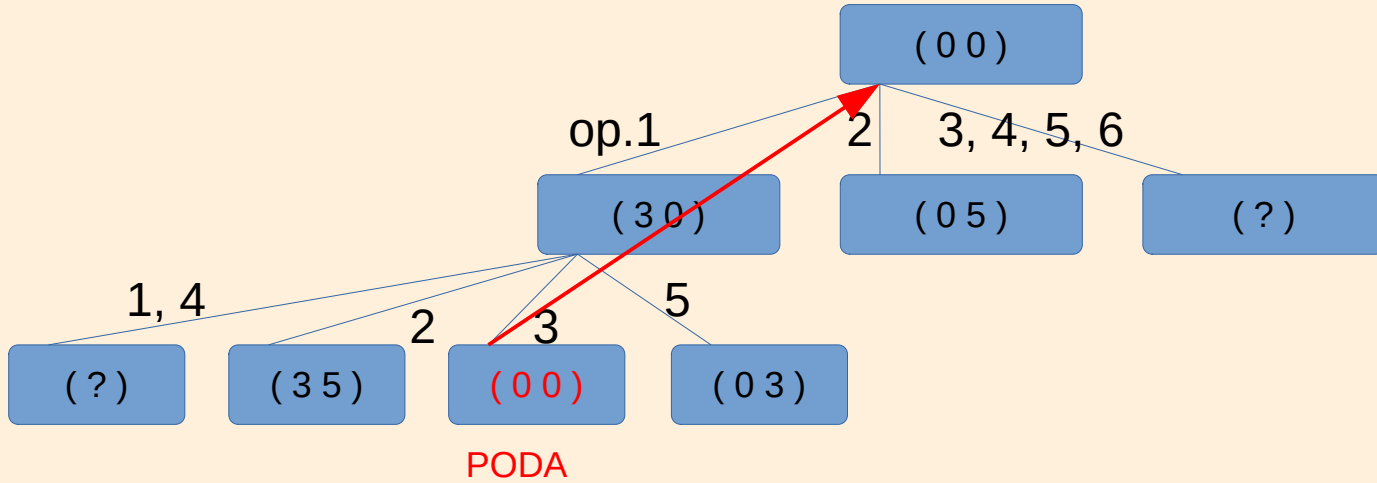 ( 0 0 )
op.1 2 3, 4, 5, 6
( 3 0 ) ( 0 5 ) ( ? )
1, 4 2 3 5
( ? ) ( 3 5 ) ( 0 0 ) ( 0 3 )
PODA